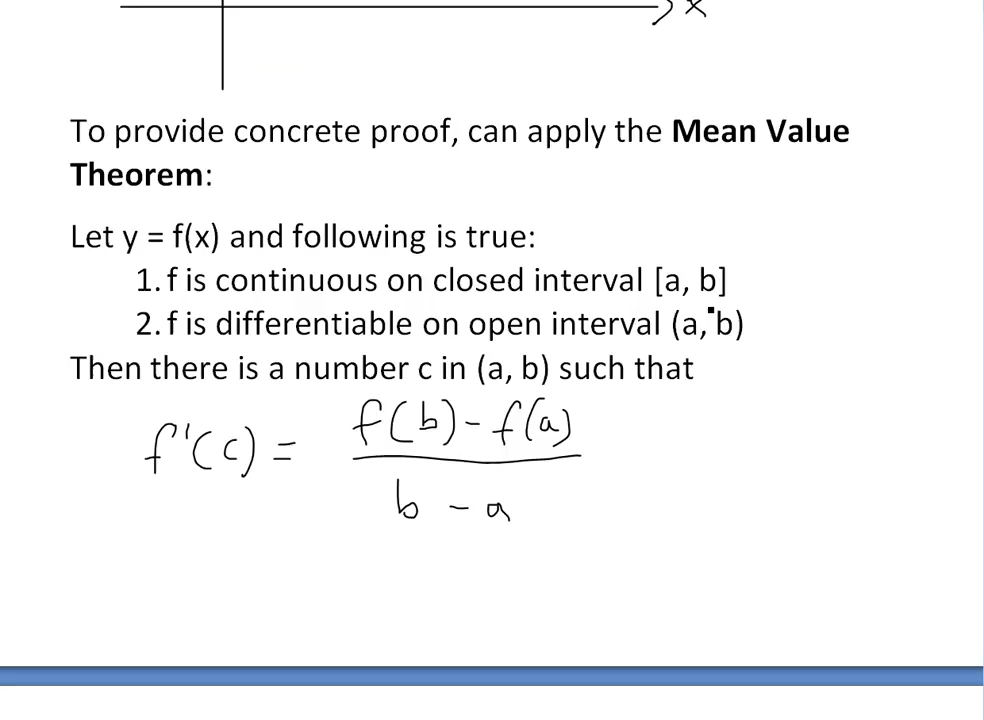 x
To provide concrete proof, can apply the Mean Value
Theorem:
Let y = f(x) and following is true:
1. f is continuous on closed interval [a, b]
2. f is differentiable on open interval (a, b)
Then there is a number c in (a, b) such that
f'(c) = f(b) - f(a)
b - a